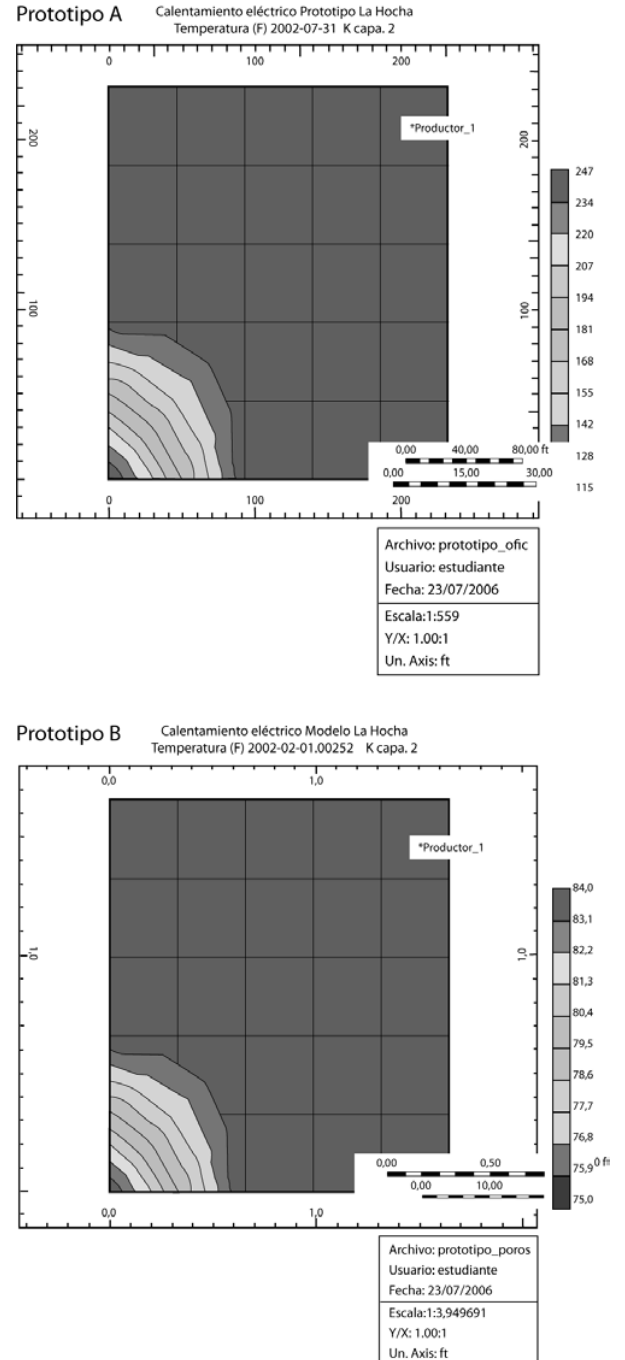 Prototipo A
Calentamiento eléctrico Prototipo La Hocha
Temperatura (F) 2002-07-31 K capa. 2
0 100 200
*Productor_1
200
200
100
100
247
234
220
207
194
181
168
155
142
128
115
0,00 40,00 80,00 ft
0,00 15,00 30,00
0 100 200
Archivo: prototipo_ofic
Usuario: estudiante
Fecha: 23/07/2006
Escala:1:559
Y/X: 1.00:1
Un. Axis: ft
Prototipo B
Calentamiento eléctrico Modelo La Hocha
Temperatura (F) 2002-02-01.00252 K capa. 2
0,0 1,0
*Productor_1
1,0
1,0
84,0
83,1
82,2
81,3
80,4
79,5
78,6
77,7
76,8
75,9
75,0
0,00 0,50
0 ft
0,00 10,00
0,0 1,0
Archivo: prototipo_poros
Usuario: estudiante
Fecha: 23/07/2006
Escala:1:3,949691
Y/X: 1.00:1
Un. Axis: ft